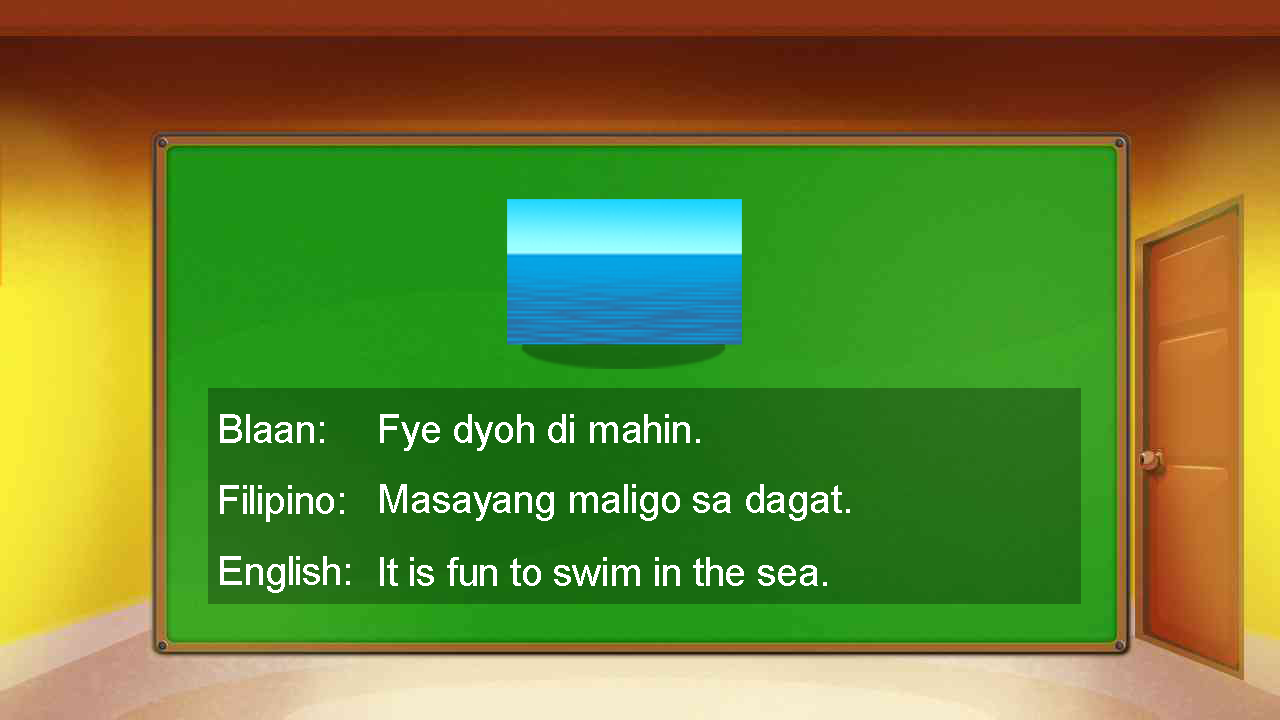 Blaan: Fye dyoh di mahin.
Filipino: Masayang maligo sa dagat.
English: It is fun to swim in the sea.